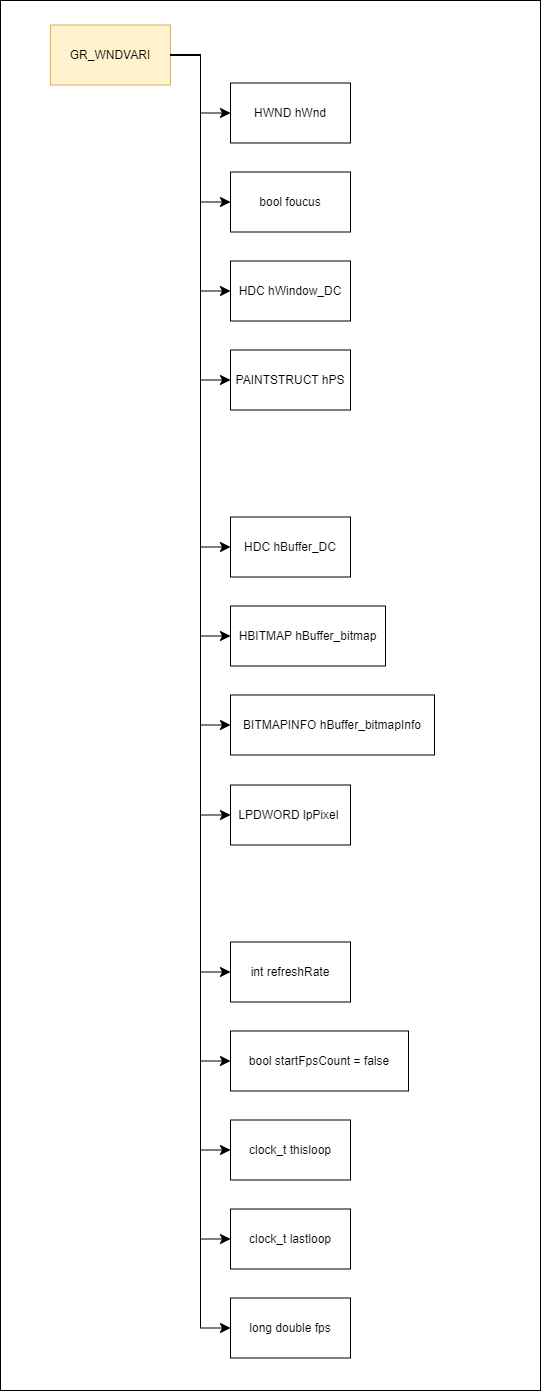 GR_WNDVARI
HWND hWnd
bool foucus
HDC hWindow_DC
PAINTSTRUCT hPS
HDC hBuffer_DC
HBITMAP hBuffer_bitmap
BITMAPINFO hBuffer_bitmapInfo
LPDWORD lpPixel
int refreshRate
bool startFpsCount = false
clock_t thisloop
clock_t lastloop
long double fps